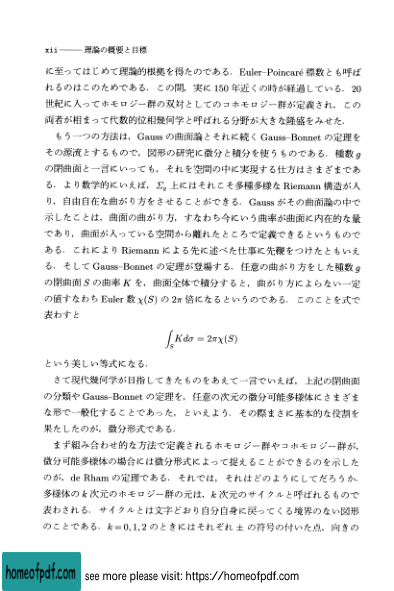 xii ── 理論の概要と目標
に至ってはじめて理論的根拠を得たのである．Euler–Poincaré 標数とも呼ば
れるのはこのためである．この間，実に 150 年近くの時が経過している．20
世紀に入ってホモロジー群の双対としてのコホモロジー群が定義され，この
両者が相まって代数的位相幾何学と呼ばれる分野が大きな隆盛をみせた．
もう一つの方法は，Gauss の曲面論とそれに続く Gauss–Bonnet の定理を
その源流とするもので，図形の研究に微分と積分を使うものである．種数 g
の閉曲面と一言にいっても，それを空間の中に実現する仕方はさまざまであ
る．より数学的にいえば，Σg 上にはそれこそ多種多様な Riemann 構造が入
り，自由自在な曲がり方をさせることができる．Gauss がその曲面論の中で
示したことは，曲面の曲がり方，すなわち今にいう曲率が曲面に内在的な量
であり，曲面が入っている空間から離れたところで定義できるというもので
ある．これにより Riemann による先に述べた仕事に先鞭をつけたともいえ
る．そして Gauss–Bonnet の定理が登場する．任意の曲がり方をした種数 g
の閉曲面 S の曲率 K を，曲面全体で積分すると，曲がり方によらない一定
の値すなわち Euler 数 χ(S) の 2π 倍になるというのである．このことを式で
表わすと
∫S Kdσ = 2πχ(S)
という美しい等式になる．
さて現代幾何学が目指してきたものをあえて一言でいえば，上記の閉曲面
の分類や Gauss–Bonnet の定理を，任意の次元の微分可能多様体にさまざま
な形で一般化することであった，といえよう．その際まさに基本的な役割を
果たしたのが，微分形式である．
まず組み合わせ的な方法で定義されるホモロジー群やコホモロジー群が，
微分可能多様体の場合には微分形式によって捉えることができるのを示した
のが，de Rham の定理である．それでは，それはどのようにしてだろうか．
多様体の k 次元のホモロジー群の元は，k 次元のサイクルと呼ばれるもので
表わされる．サイクルとは文字どおり自分自身に戻ってくる境界のない図形
のことである．k = 0, 1, 2 のときにはそれぞれ ± の符号の付いた点，向きの
homeofpdf.com
see more please visit: https://homeofpdf.com